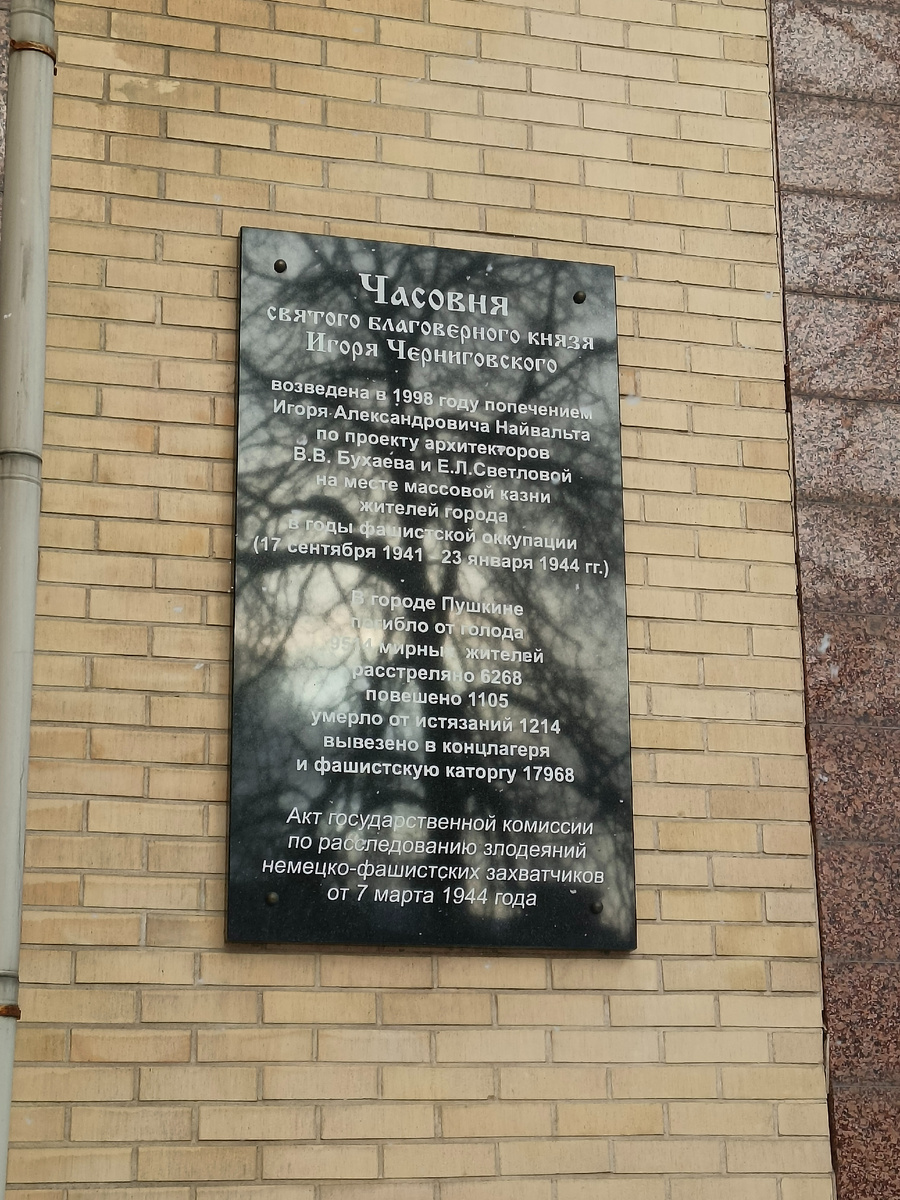 Часовня
святого благоверного князя
Игоря Черниговского
возведена в 1998 году попечением
Игоря Александровича Найвальта
по проекту архитекторов
В.В. Бухаева и Е.Л.Светловой
на месте массовой казни
жителей города
в годы фашистской оккупации
(17 сентября 1941 - 23 января 1944 гг.)
В городе Пушкине
погибло от голода
мирных жителей
расстреляно 6268
повешено 1105
умерло от истязаний 1214
вывезено в концлагеря
и фашистскую каторгу 17968
Акт государственной комиссии
по расследованию злодеяний
немецко-фашистских захватчиков
от 7 марта 1944 года